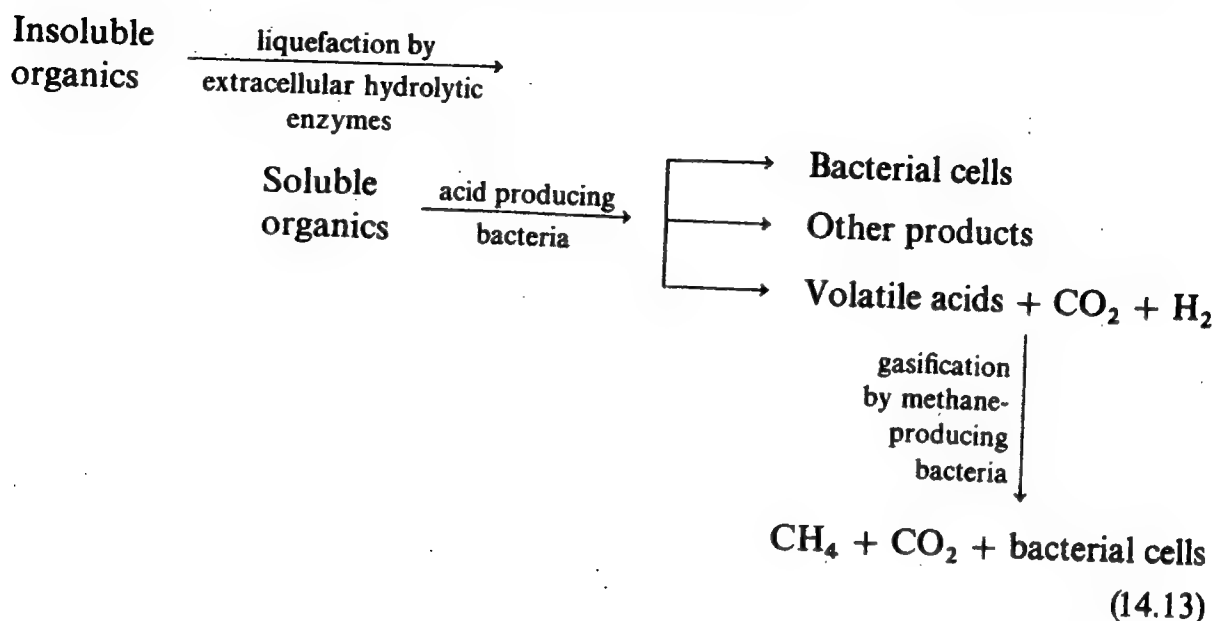 Insoluble
organics
liquefaction by
extracellular hydrolytic
enzymes
Soluble
organics
acid producing
bacteria
Bacterial cells
Other products
Volatile acids + CO₂ + H₂
gasification
by methane-
producing
bacteria
CH₄ + CO₂ + bacterial cells
(14.13)